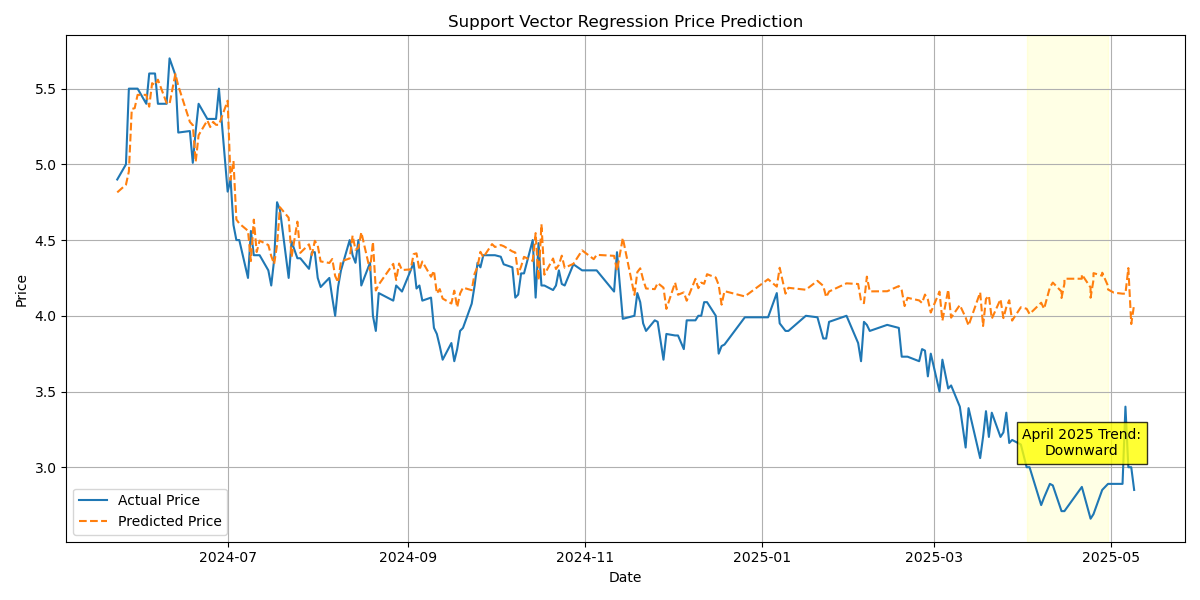 Support Vector Regression Price Prediction
Price
5.5
5.0
4.5
4.0
3.5
3.0
April 2025 Trend:
Downward
Actual Price
Predicted Price
2024-07
2024-09
2024-11
2025-01
2025-03
2025-05
Date